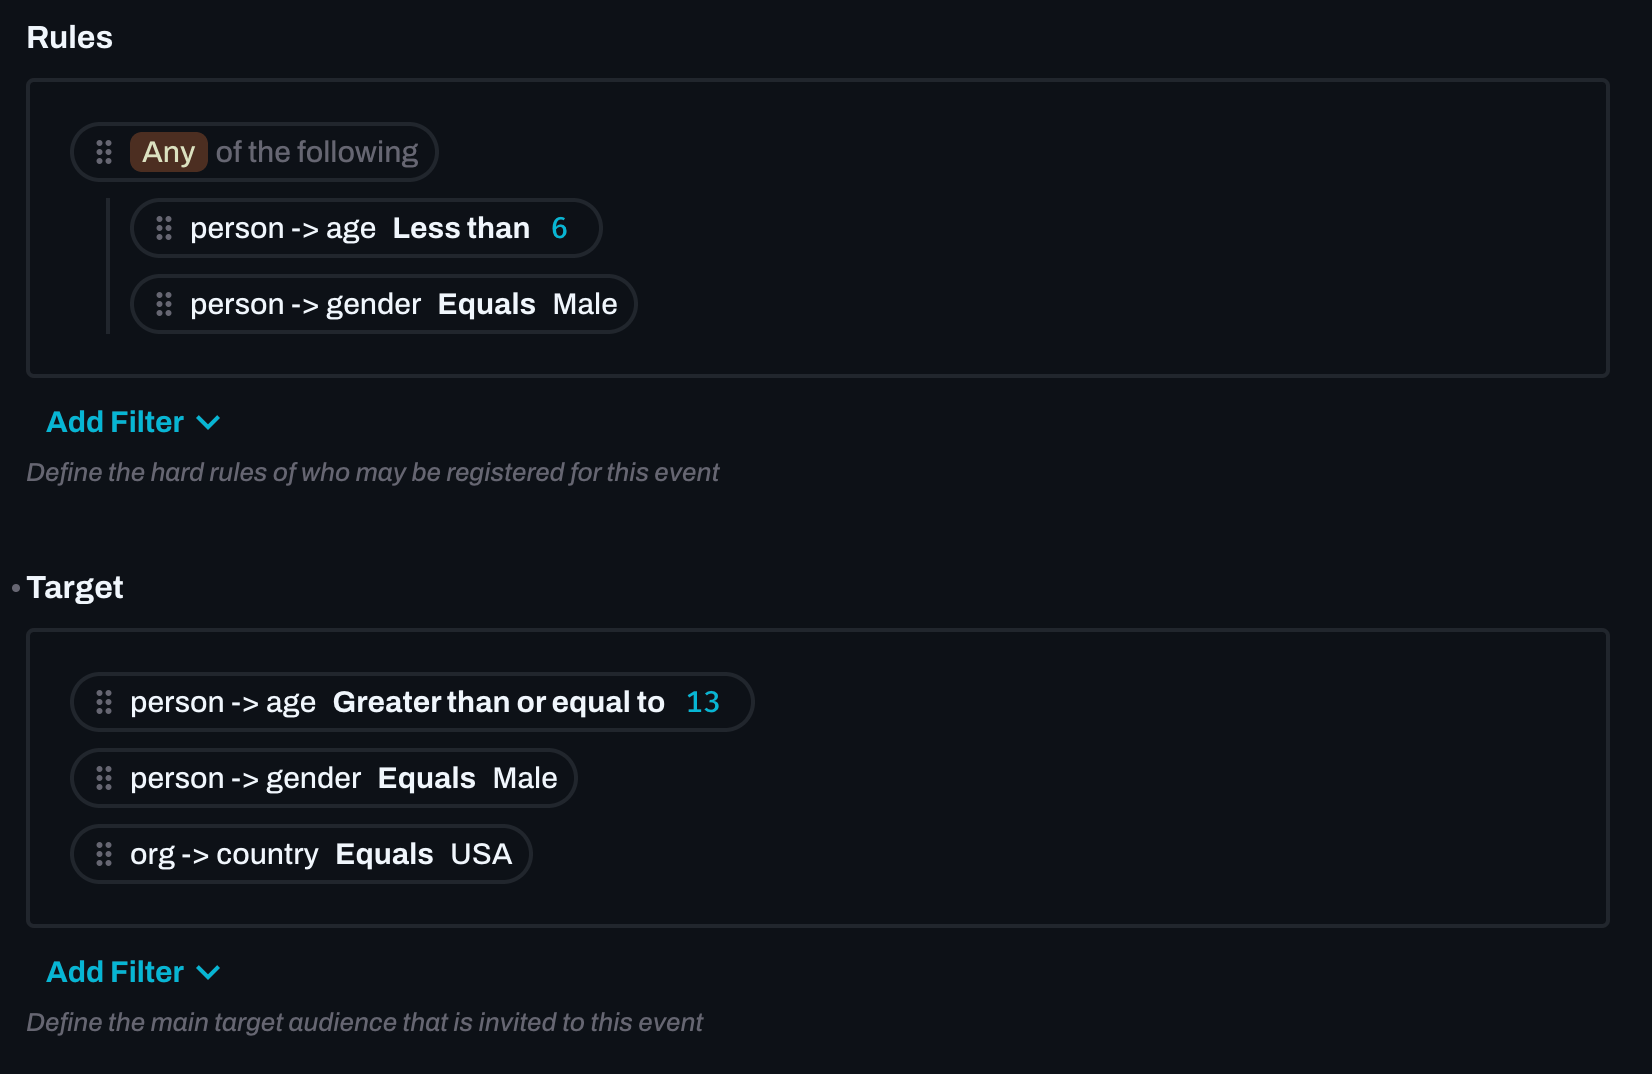 Rules
Any of the following
person -> age Less than 6
person -> gender Equals Male
Add Filter
Define the hard rules of who may be registered for this event
Target
person -> age Greater than or equal to 13
person -> gender Equals Male
org -> country Equals USA
Add Filter
Define the main target audience that is invited to this event